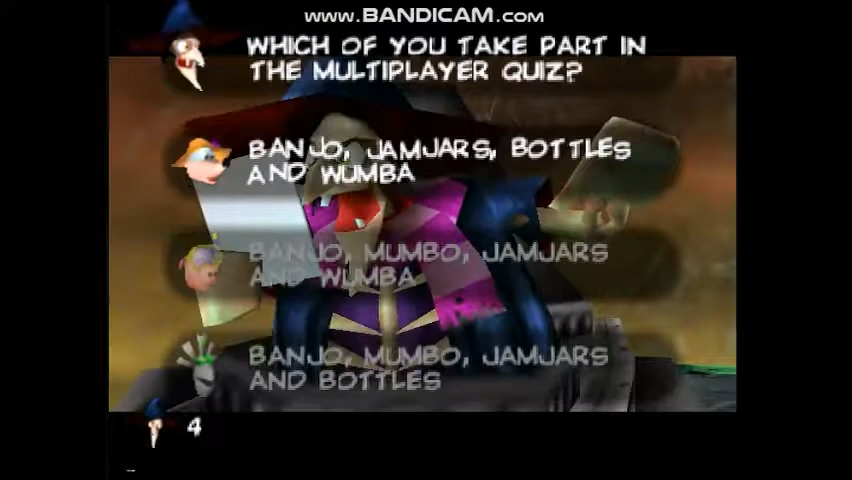 www.BANDICAM.com
WHICH OF YOU TAKE PART IN
THE MULTIPLAYER QUIZ?
BANJO, JAMJARS, BOTTLES
AND WUMBA
BANJO, MUMBO, JAMJARS
AND WUMBA
BANJO, MUMBO, JAMJARS
AND BOTTLES
4